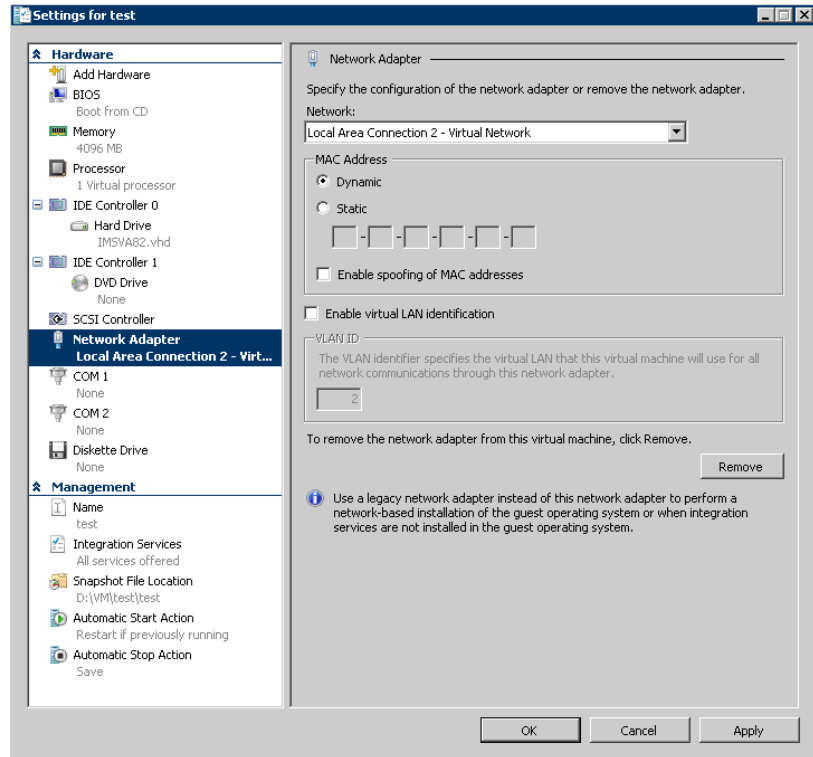 Settings for test
Hardware
Add Hardware
BIOS
Boot from CD
Memory
4096 MB
Processor
1 Virtual processor
IDE Controller 0
Hard Drive
IMSVA82.vhd
IDE Controller 1
DVD Drive
None
SCSI Controller
Network Adapter
Local Area Connection 2 - Virt...
COM 1
None
COM 2
None
Diskette Drive
None
Management
Name
test
Integration Services
All services offered
Snapshot File Location
D:\VM\test\test
Automatic Start Action
Restart if previously running
Automatic Stop Action
Save
Network Adapter
Specify the configuration of the network adapter or remove the network adapter.
Network:
Local Area Connection 2 - Virtual Network
MAC Address
Dynamic
Static
- - - - -
Enable spoofing of MAC addresses
Enable virtual LAN identification
VLAN ID
The VLAN identifier specifies the virtual LAN that this virtual machine will use for all
network communications through this network adapter.
2
To remove the network adapter from this virtual machine, click Remove.
Remove
Use a legacy network adapter instead of this network adapter to perform a
network-based installation of the guest operating system or when integration
services are not installed in the guest operating system.
OK Cancel Apply